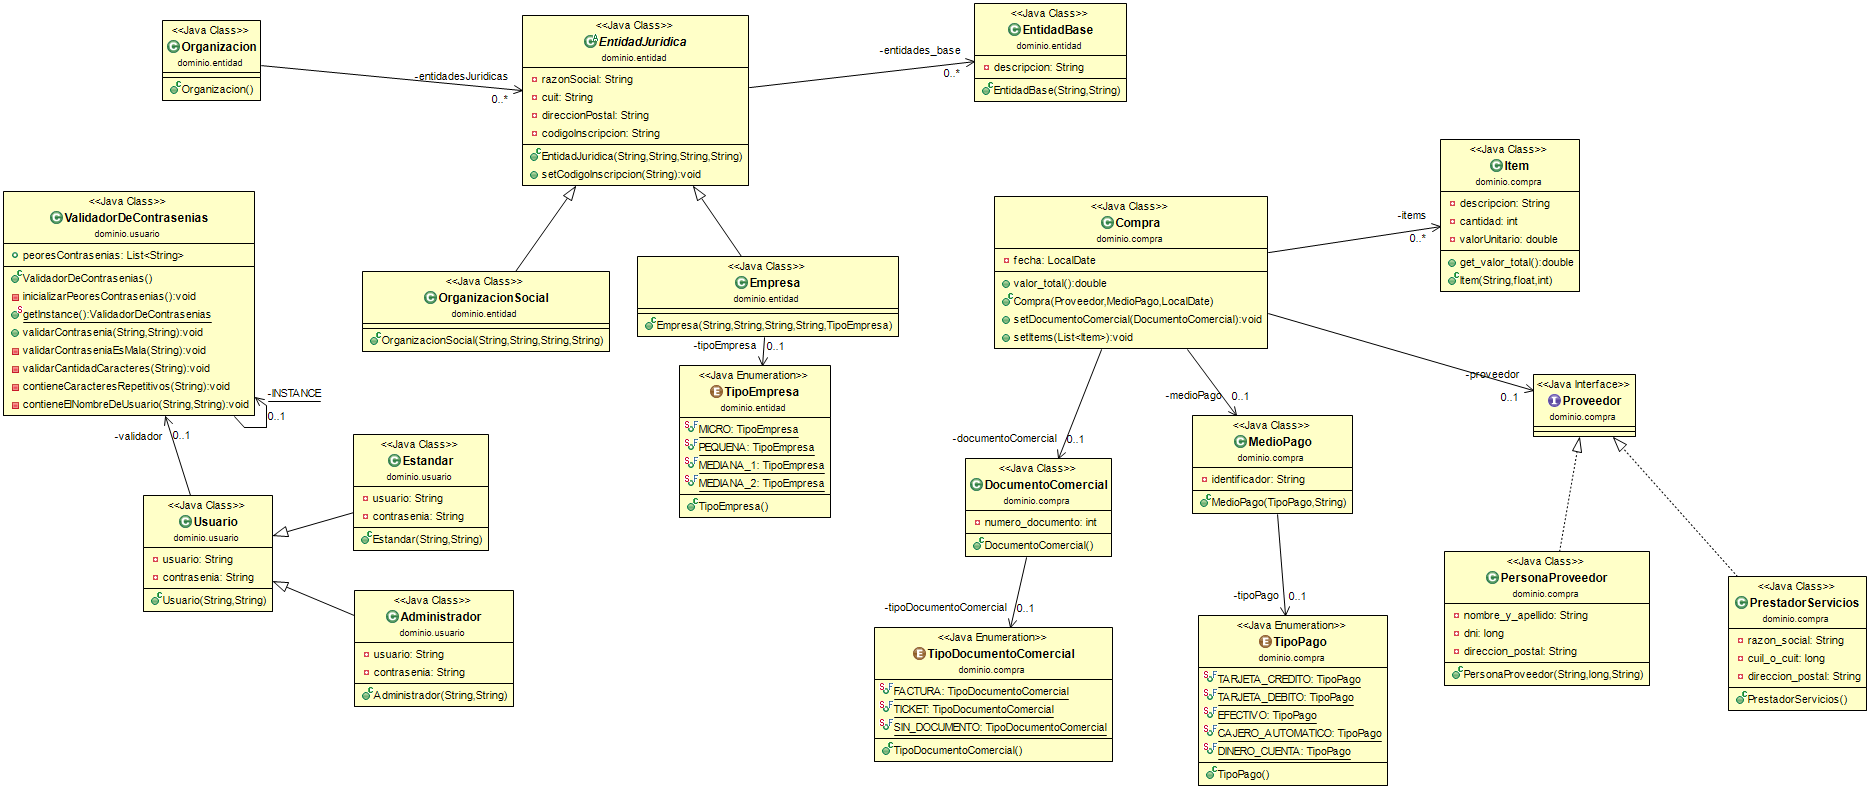 <<Java Class>>
Organizacion
dominio.entidad
Organizacion()
-entidadesJuridicas
0..*
<<Java Class>>
EntidadJuridica
dominio.entidad
razonSocial: String
cuit: String
direccionPostal: String
codigoInscripcion: String
EntidadJuridica(String,String,String,String)
setCodigoInscripcion(String):void
-entidades_base
0..*
<<Java Class>>
EntidadBase
dominio.entidad
descripcion: String
EntidadBase(String,String)
<<Java Class>>
ValidadorDeContrasenias
dominio.usuario
peoresContrasenias: List<String>
ValidadorDeContrasenias()
inicializarPeoresContrasenias():void
getInstance():ValidadorDeContrasenias
validarContrasenia(String,String):void
validarContraseniaEsMala(String):void
validarCantidadCaracteres(String):void
contieneCaracteresRepetitivos(String):void
contieneElNombreDeUsuario(String,String):void
-INSTANCE
0..1
-validador
0..1
<<Java Class>>
OrganizacionSocial
dominio.entidad
OrganizacionSocial(String,String,String,String)
<<Java Class>>
Empresa
dominio.entidad
Empresa(String,String,String,String,TipoEmpresa)
-tipoEmpresa
0..1
<<Java Enumeration>>
TipoEmpresa
dominio.entidad
MICRO: TipoEmpresa
PEQUENA: TipoEmpresa
MEDIANA_1: TipoEmpresa
MEDIANA_2: TipoEmpresa
TipoEmpresa()
<<Java Class>>
Usuario
dominio.usuario
usuario: String
contrasenia: String
Usuario(String,String)
<<Java Class>>
Estandar
dominio.usuario
usuario: String
contrasenia: String
Estandar(String,String)
<<Java Class>>
Administrador
dominio.usuario
usuario: String
contrasenia: String
Administrador(String,String)
<<Java Class>>
Compra
dominio.compra
fecha: LocalDate
valor_total():double
Compra(Proveedor,MedioPago,LocalDate)
setDocumentoComercial(DocumentoComercial):void
setItems(List<Item>):void
-items
0..*
<<Java Class>>
Item
dominio.compra
descripcion: String
cantidad: int
valorUnitario: double
get_valor_total():double
Item(String,float,int)
-proveedor
0..1
<<Java Interface>>
Proveedor
dominio.compra
-medioPago
0..1
<<Java Class>>
MedioPago
dominio.compra
identificador: String
MedioPago(TipoPago,String)
-documentoComercial
0..1
<<Java Class>>
DocumentoComercial
dominio.compra
numero_documento: int
DocumentoComercial()
-tipoDocumentoComercial
0..1
<<Java Enumeration>>
TipoDocumentoComercial
dominio.compra
FACTURA: TipoDocumentoComercial
TICKET: TipoDocumentoComercial
SIN_DOCUMENTO: TipoDocumentoComercial
TipoDocumentoComercial()
-tipoPago
0..1
<<Java Enumeration>>
TipoPago
dominio.compra
TARJETA_CREDITO: TipoPago
TARJETA_DEBITO: TipoPago
EFECTIVO: TipoPago
CAJERO_AUTOMATICO: TipoPago
DINERO_CUENTA: TipoPago
TipoPago()
<<Java Class>>
PersonaProveedor
dominio.compra
nombre_y_apellido: String
dni: long
direccion_postal: String
PersonaProveedor(String,long,String)
<<Java Class>>
PrestadorServicios
dominio.compra
razon_social: String
cuil_o_cuit: long
direccion_postal: String
PrestadorServicios()